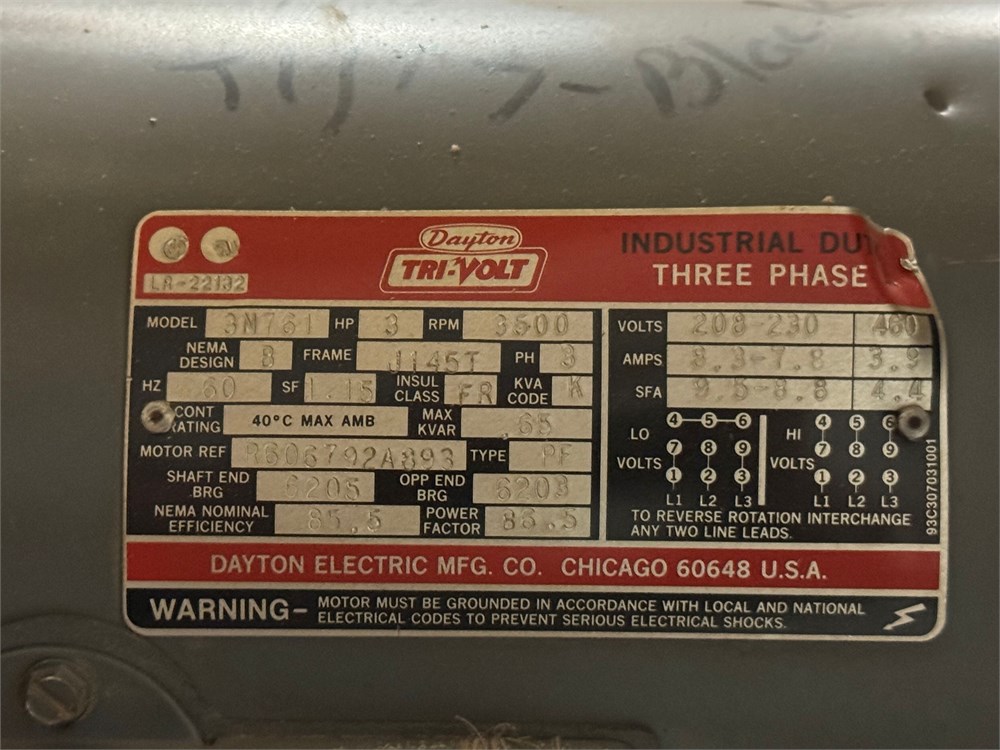 Dayton
TRI-VOLT
INDUSTRIAL
THREE PHASE
LR-22132
MODEL 3N761 HP 3 RPM 3500
NEMA DESIGN B FRAME J145T PH 3
HZ 60 SF 1.15 INSUL CLASS FR KVA CODE K
CONT RATING 40°C MAX AMB MAX KVAR .65
MOTOR REF TYPE PF
SHAFT END BRG 6205 OPP END BRG 6203
NEMA NOMINAL EFFICIENCY 85.5 POWER FACTOR 86.5
VOLTS 208-230 460
AMPS 8.3-7.8 3.9
SFA 9.5-8.8 4.4
LO VOLTS
4 5 6
7 8 9
1 2 3
L1 L2 L3
HI VOLTS
4 5 6
7 8 9
1 2 3
L1 L2 L3
TO REVERSE ROTATION INTERCHANGE
ANY TWO LINE LEADS.
93C307031001
DAYTON ELECTRIC MFG. CO. CHICAGO 60648 U.S.A.
WARNING- MOTOR MUST BE GROUNDED IN ACCORDANCE WITH LOCAL AND NATIONAL
ELECTRICAL CODES TO PREVENT SERIOUS ELECTRICAL SHOCKS.